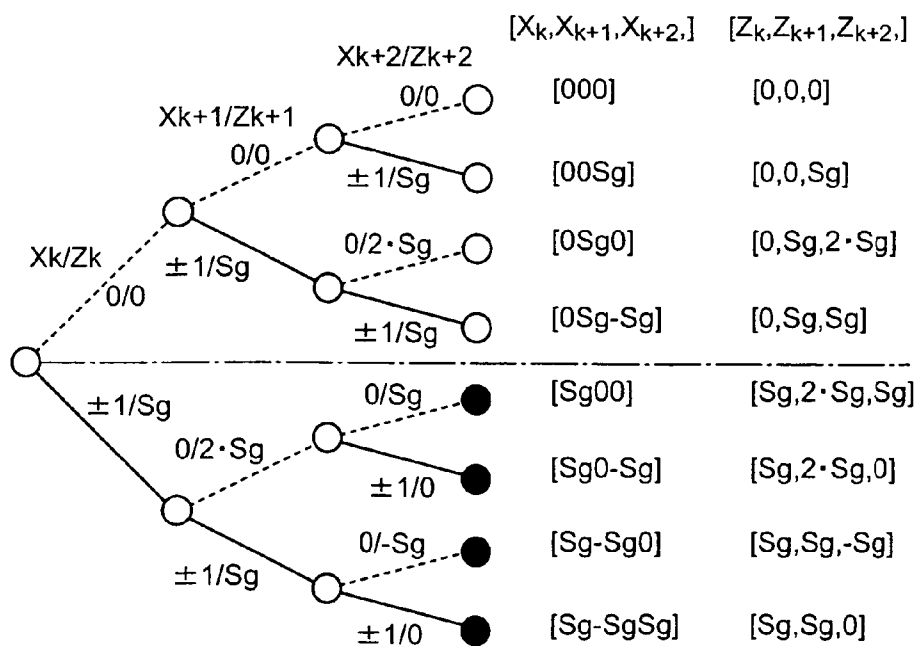 [Xk,Xk+1,Xk+2,] [Zk,Zk+1,Zk+2,]
Xk+2/Zk+2
0/0 [000] [0,0,0]
Xk+1/Zk+1
0/0
±1/Sg [00Sg] [0,0,Sg]
Xk/Zk
0/0
±1/Sg
0/2・Sg [0Sg0] [0,Sg,2・Sg]
±1/Sg [0Sg-Sg] [0,Sg,Sg]
±1/Sg
0/2・Sg
0/Sg [Sg00] [Sg,2・Sg,Sg]
±1/0 [Sg0-Sg] [Sg,2・Sg,0]
±1/Sg
0/-Sg [Sg-Sg0] [Sg,Sg,-Sg]
±1/0 [Sg-SgSg] [Sg,Sg,0]